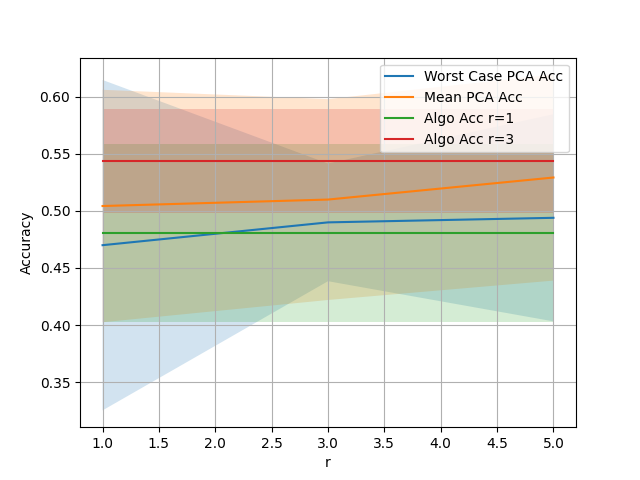 Worst Case PCA Acc
Mean PCA Acc
Algo Acc r=1
Algo Acc r=3
0.60
0.55
0.50
0.45
0.40
0.35
Accuracy
1.0 1.5 2.0 2.5 3.0 3.5 4.0 4.5 5.0
r